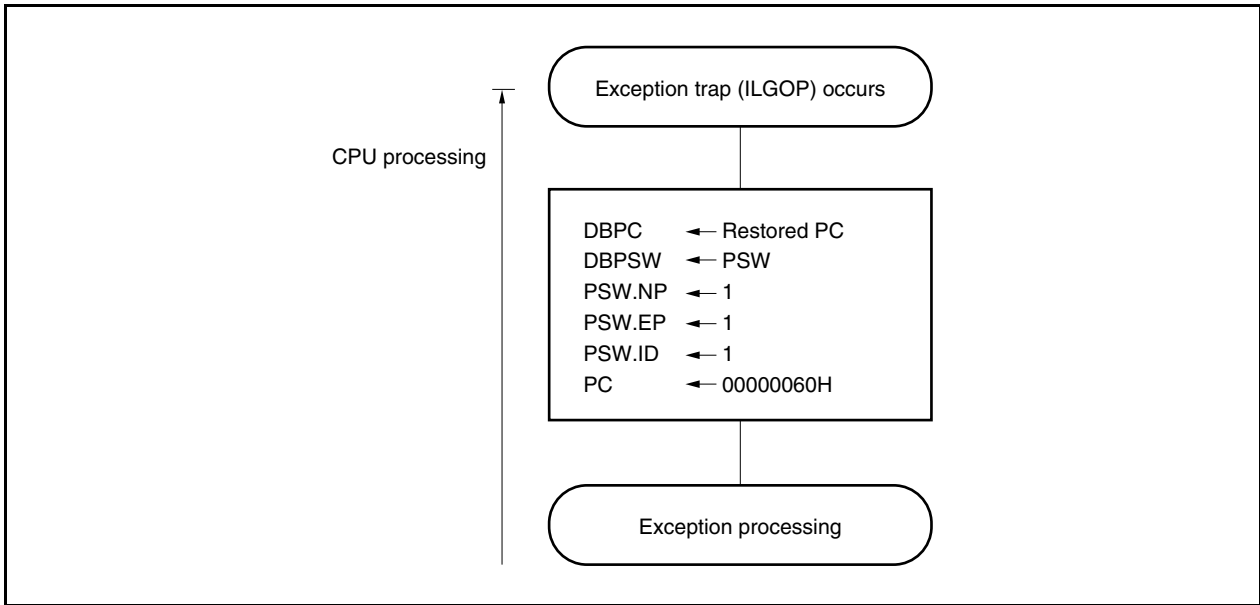 Exception trap (ILGOP) occurs
CPU processing
DBPC ← Restored PC
DBPSW ← PSW
PSW.NP ← 1
PSW.EP ← 1
PSW.ID ← 1
PC ← 00000060H
Exception processing